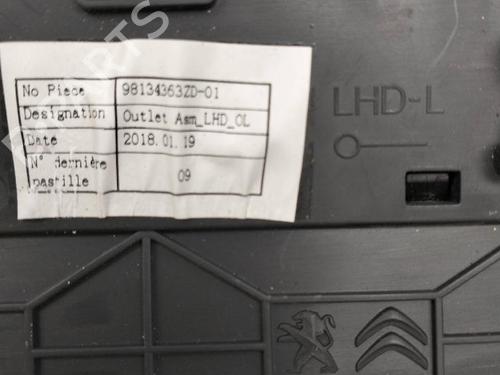 No Piece 98134363ZD-01
Designation Outlet Asm_LHD_OL
Date 2018.01.19
N° dernière pastille 09
LHD-L